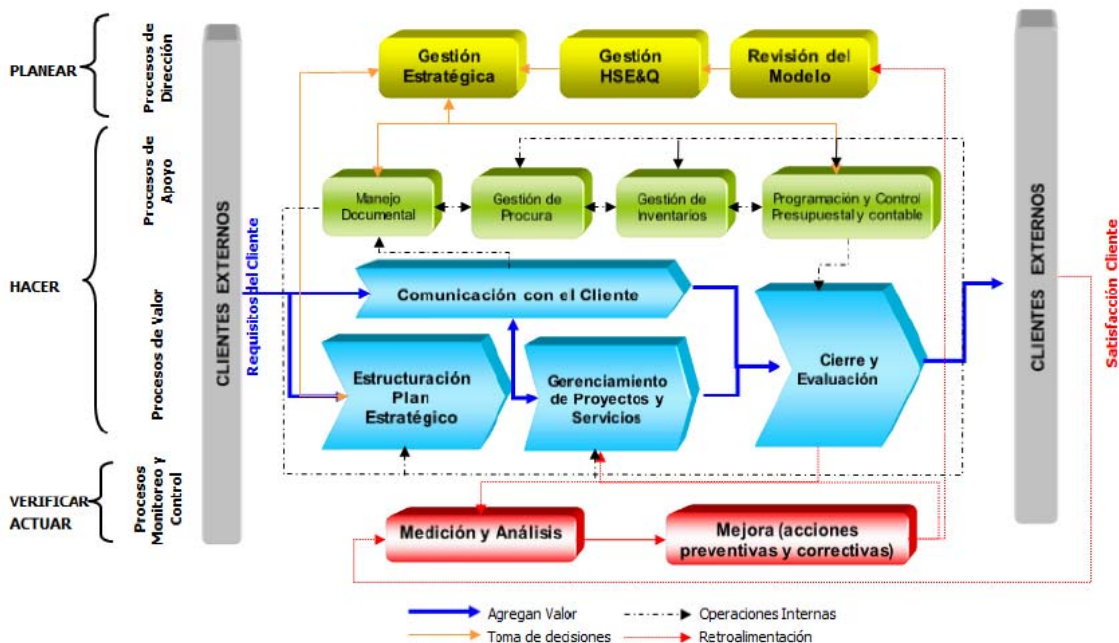 PLANEAR
Procesos de
Dirección
Gestión
Estratégica
Gestión
HSE&Q
Revisión del
Modelo
HACER
Procesos de
Apoyo
Manejo
Documental
Gestión de
Procura
Gestión de
Inventarios
Programación y Control
Presupuestal y contable
CLIENTES EXTERNOS
Requisitos del Cliente
Procesos de Valor
Comunicación con el Cliente
Estructuración
Plan
Estratégico
Gerenciamiento
de Proyectos y
Servicios
Cierre y
Evaluación
CLIENTES EXTERNOS
Satisfacción Cliente
VERIFICAR
ACTUAR
Procesos
Monitoreo y
Control
Medición y Análisis
Mejora (acciones
preventivas y correctivas)
Agregan Valor
Operaciones Internas
Toma de decisiones
Retroalimentación